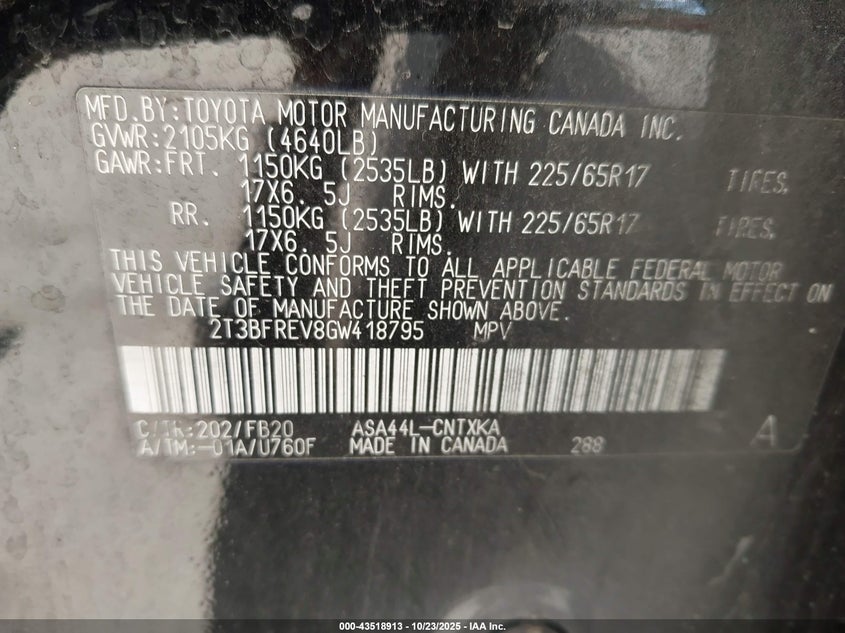 MFD.BY:TOYOTA MOTOR MANUFACTURING CANADA INC.
GVWR:2105KG (4640LB)
GAWR:FRT. 1150KG (2535LB) WITH 225/65R17 TIRES,
17X6. 5J RIMS.
RR. 1150KG (2535LB) WITH 225/65R17 TIRES,
17X6. 5J RIMS.
THIS VEHICLE CONFORMS TO ALL APPLICABLE FEDERAL MOTOR
VEHICLE SAFETY AND THEFT PREVENTION STANDARDS IN EFFECT ON
THE DATE OF MANUFACTURE SHOWN ABOVE.
2T3BFREV8GW418795 MPV
C/TR:202/FB20 ASA44L-CNTXKA A
A/TM:-01A/U760F MADE IN CANADA 288
000-43518913 - 10/23/2025 - IAA Inc.